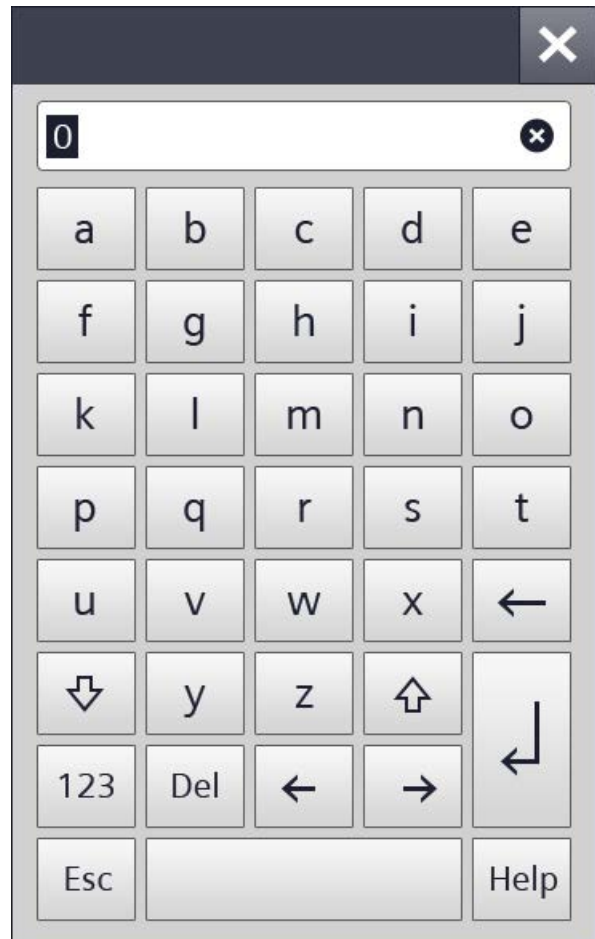 0
a b c d e
f g h i j
k l m n o
p q r s t
u v w x ←
⇩ y z ⇧
123 Del ← → ↵
Esc Help